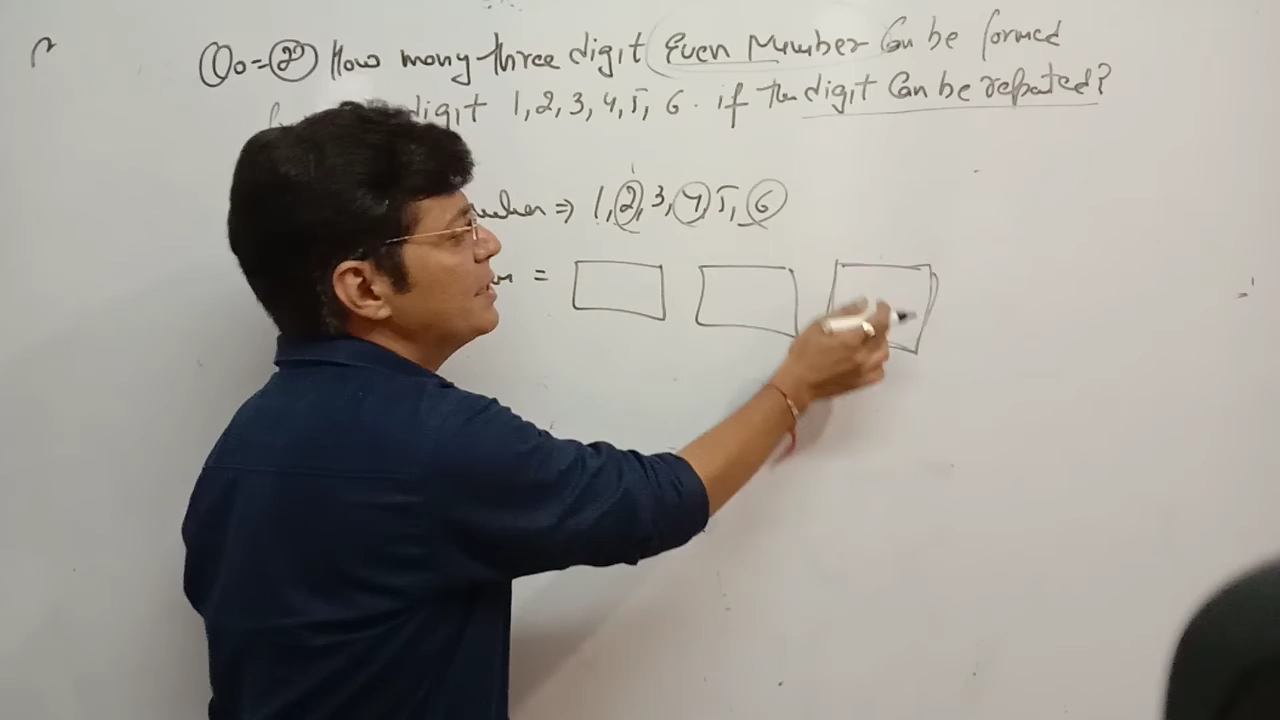 Qo=2) How many three digit Even Number Can be formed
digit 1, 2, 3, 4, 5, 6. if the digit Can be repated?
⇒ 1, 2, 3, 4, 5, 6
=